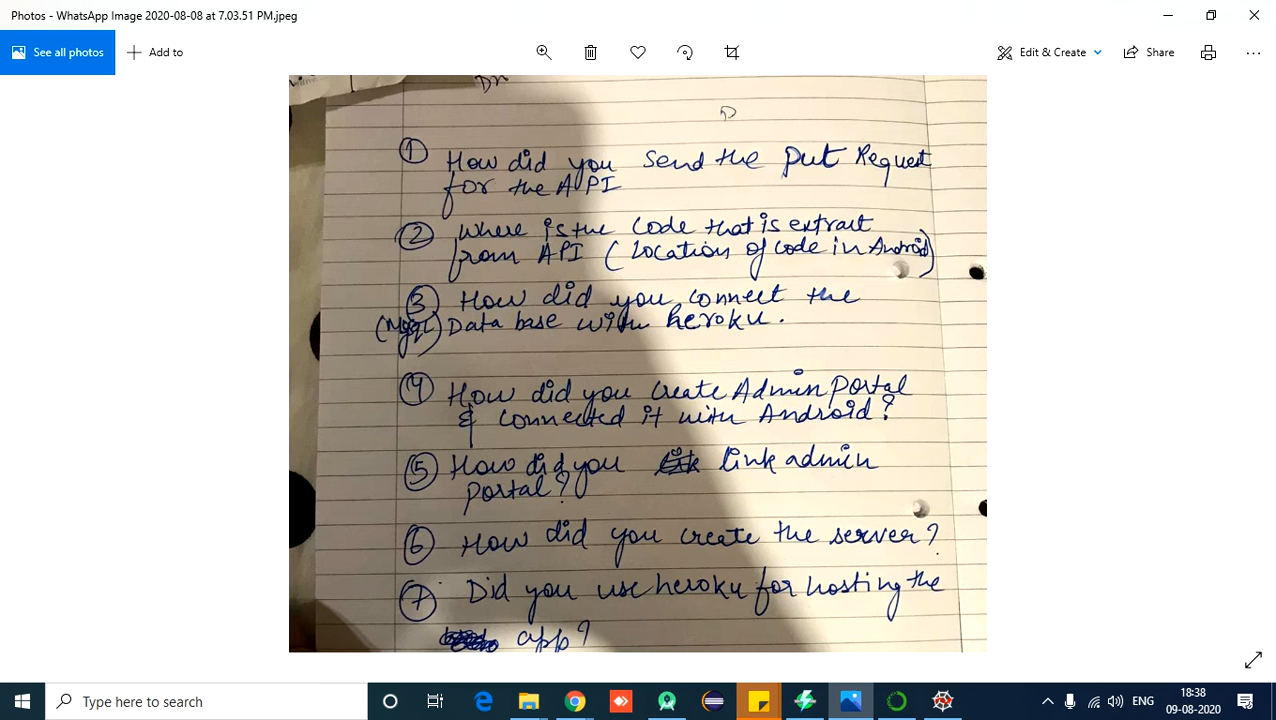 Photos - WhatsApp Image 2020-08-08 at 7.03.51 PM.jpeg
See all photos
Add to
Edit & Create
Share
Dr
① How did you send the put Request
for the API
② Where is the code that is extract
from API (Location of code in Android)
③ How did you connect the
(Mysql) Data base with heroku.
④ How did you create Admin portal
& connected it with Android?
⑤ How did you link admin
portal?
⑥ How did you create the server?
⑦ Did you use heroku for hosting the
app?
Type here to search
ENG
18:38
09-08-2020